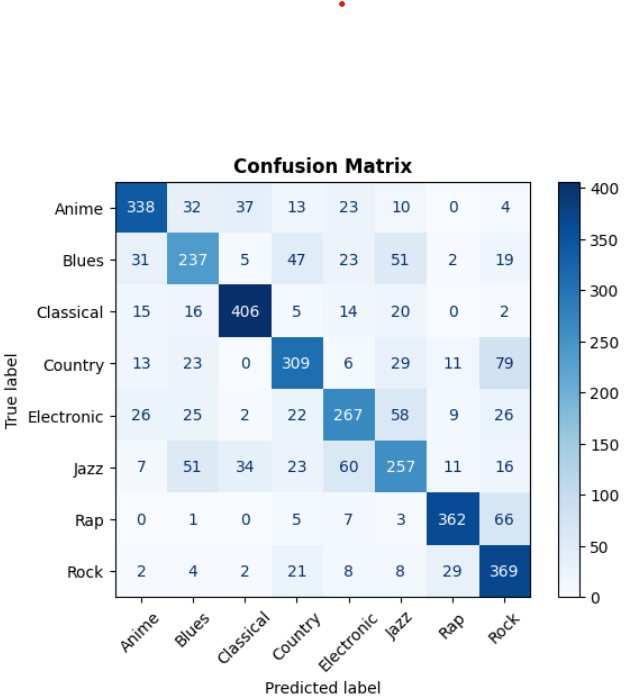 Confusion Matrix
Anime 338 32 37 13 23 10 0 4
Blues 31 237 5 47 23 51 2 19
Classical 15 16 406 5 14 20 0 2
Country 13 23 0 309 6 29 11 79
Electronic 26 25 2 22 267 58 9 26
Jazz 7 51 34 23 60 257 11 16
Rap 0 1 0 5 7 3 362 66
Rock 2 4 2 21 8 8 29 369
True label
Anime Blues Classical Country Electronic Jazz Rap Rock
Predicted label
400
350
300
250
200
150
100
50
0